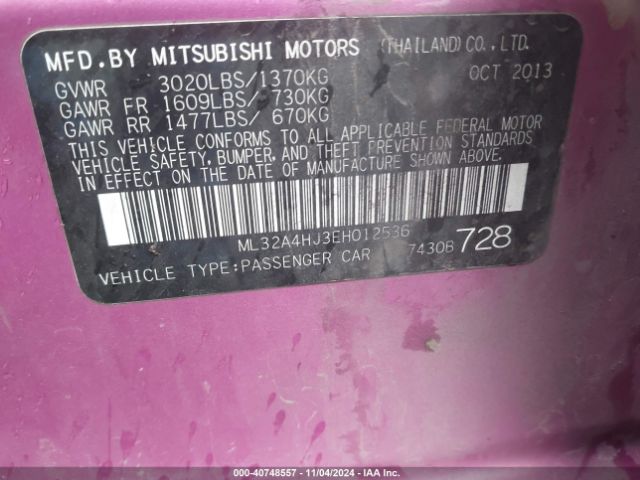 MFD. BY MITSUBISHI MOTORS (THAILAND) CO., LTD.
GVWR 3020LBS/1370KG OCT 2013
GAWR FR 1609LBS/ 730KG
GAWR RR 1477LBS/ 670KG
THIS VEHICLE CONFORMS TO ALL APPLICABLE FEDERAL MOTOR
VEHICLE SAFETY, BUMPER, AND THEFT PREVENTION STANDARDS
IN EFFECT ON THE DATE OF MANUFACTURE SHOWN ABOVE.
ML32A4HJ3EH012536
VEHICLE TYPE:PASSENGER CAR 7430B 728
000-40748557 - 11/04/2024 - IAA Inc.